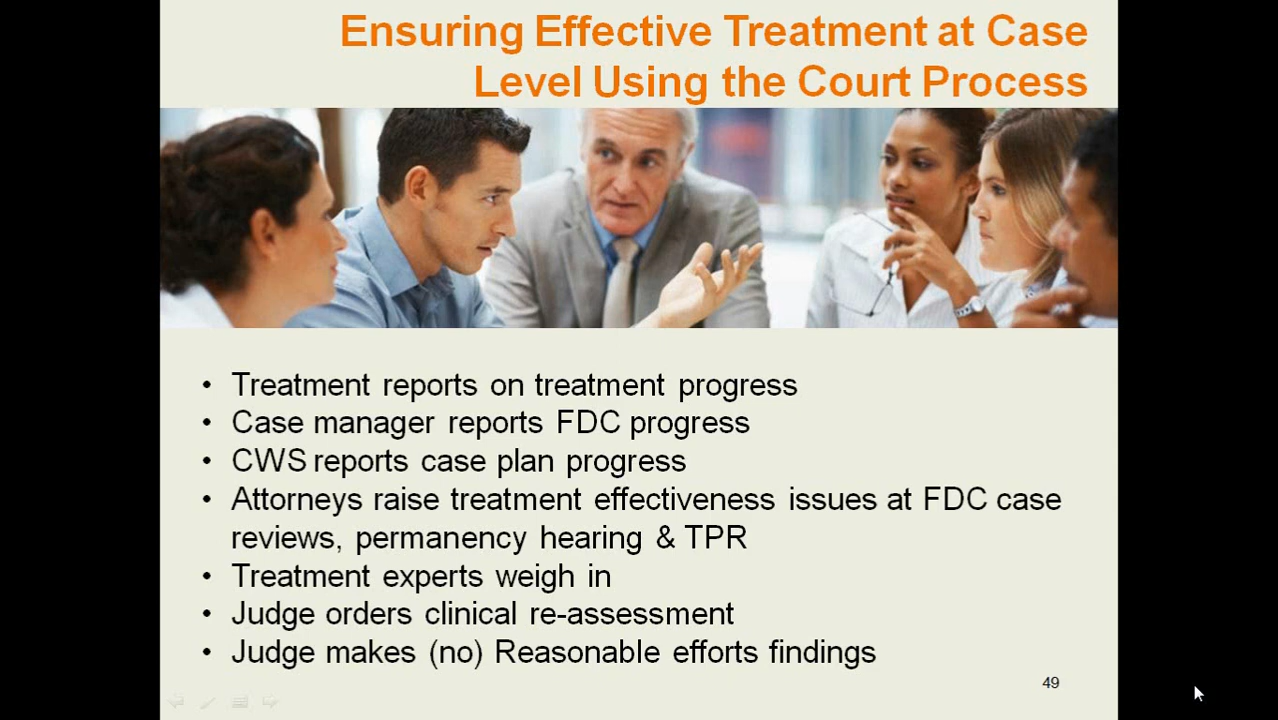 Ensuring Effective Treatment at Case
Level Using the Court Process
• Treatment reports on treatment progress
• Case manager reports FDC progress
• CWS reports case plan progress
• Attorneys raise treatment effectiveness issues at FDC case
reviews, permanency hearing & TPR
• Treatment experts weigh in
• Judge orders clinical re-assessment
• Judge makes (no) Reasonable efforts findings
49